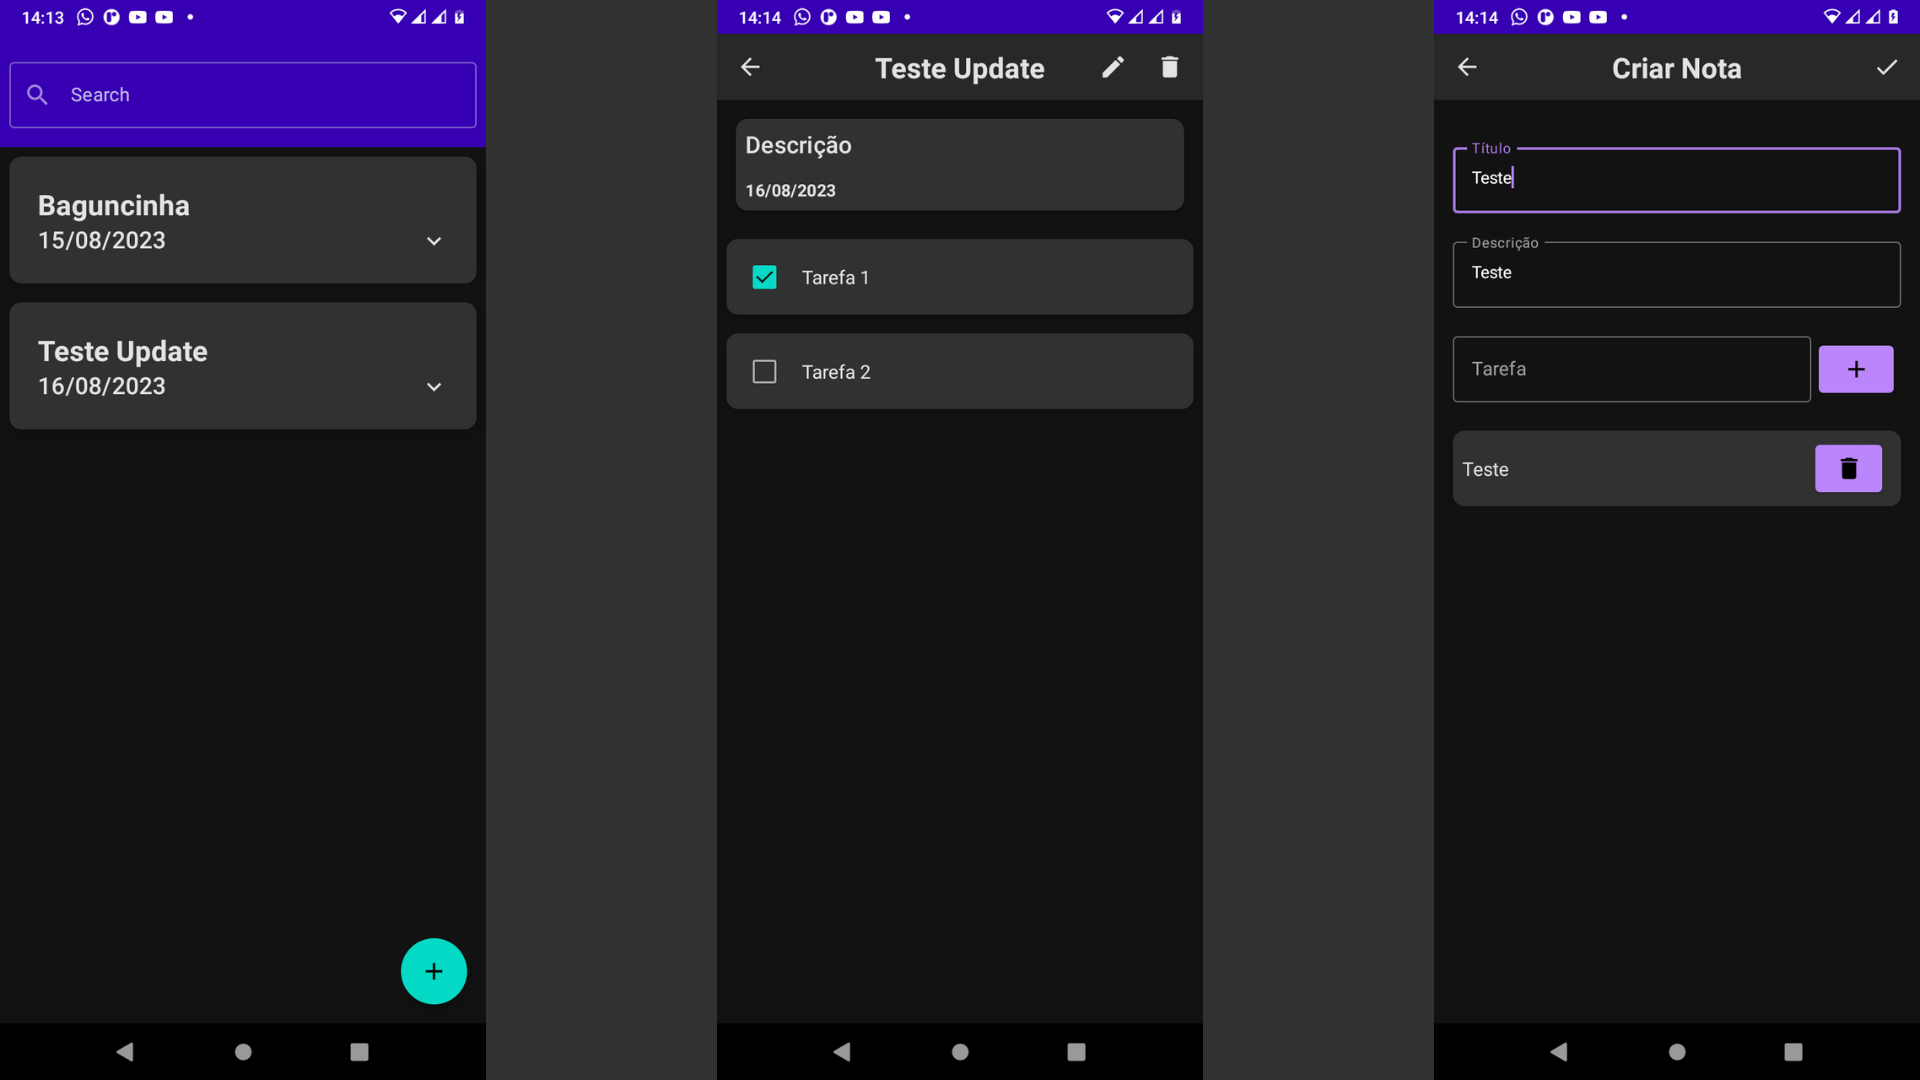 14:13
Search
Baguncinha
15/08/2023
Teste Update
16/08/2023
14:14
Teste Update
Descrição
16/08/2023
Tarefa 1
Tarefa 2
14:14
Criar Nota
Título
Teste
Descrição
Teste
Tarefa
Teste